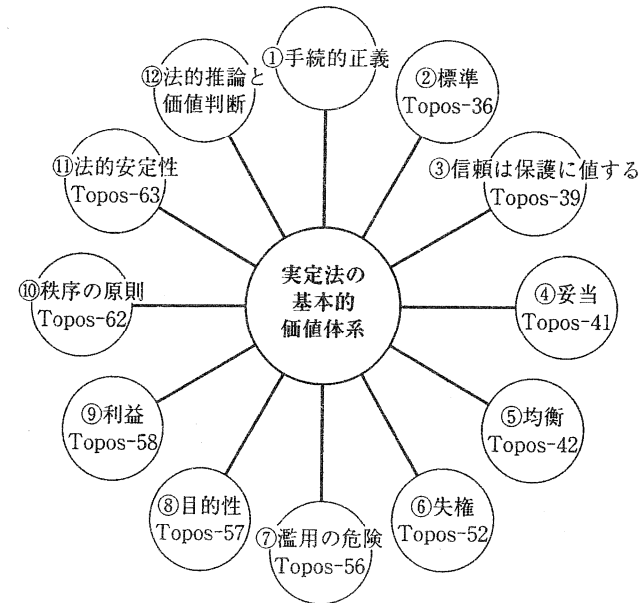 ①手続的正義
②標準
Topos-36
③信頼は保護に値する
Topos-39
④妥当
Topos-41
⑤均衡
Topos-42
⑥失権
Topos-52
⑦濫用の危険
Topos-56
⑧目的性
Topos-57
⑨利益
Topos-58
⑩秩序の原則
Topos-62
⑪法的安定性
Topos-63
⑫法的推論と
価値判断
実定法の
基本的
価値体系